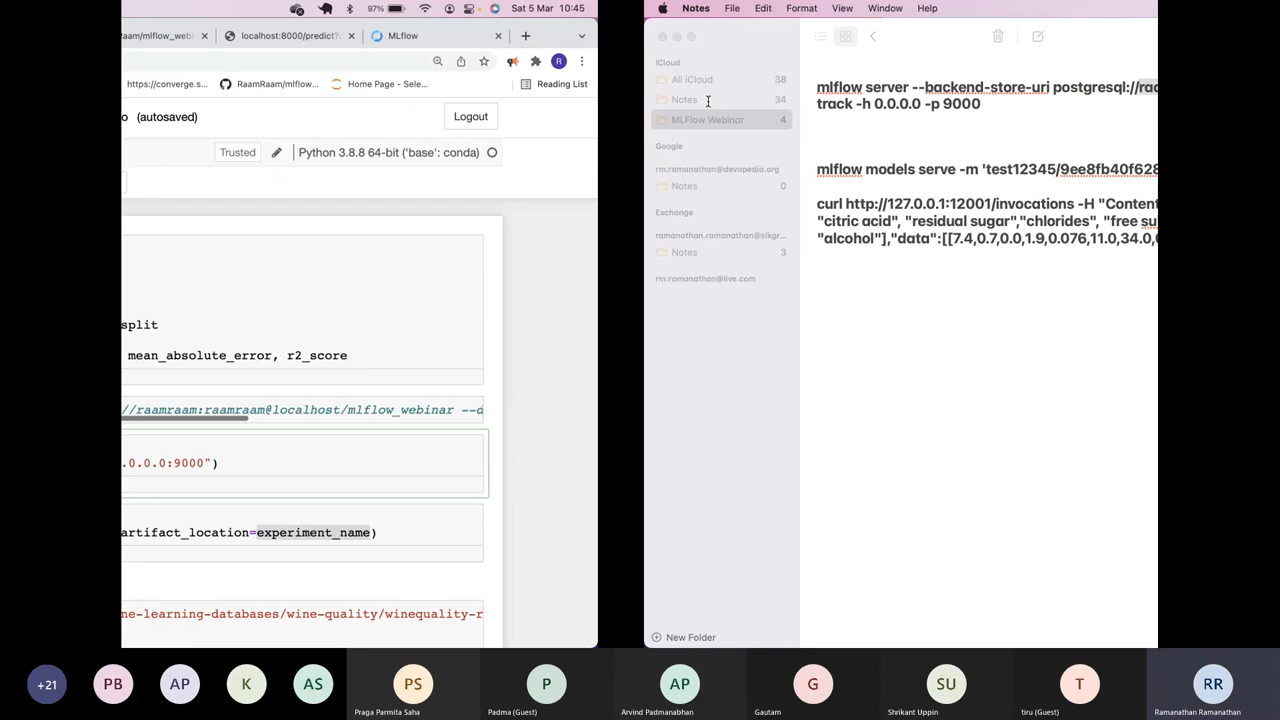 97%
Sat 5 Mar 10:45
Notes File Edit Format View Window Help
aam/mlflow_web
localhost:8000/predict?
MLflow
https://converge.s...
RaamRaam/mlflow...
Home Page - Sele...
Reading List
R
o (autosaved)
Logout
Trusted
Python 3.8.8 64-bit ('base': conda)
split
mean_absolute_error, r2_score
//raamraam:raamraam@localhost/mlflow_webinar --d
.0.0.0:9000")
artifact_location=experiment_name)
ne-learning-databases/wine-quality/winequality-r
iCloud
All iCloud 38
Notes 34
MLFlow Webinar 4
Google
rm.ramanathan@devopedia.org
Notes 0
Exchange
ramanathan.ramanathan@sikgr...
Notes 3
rm.ramanathan@live.com
New Folder
mlflow server --backend-store-uri postgresql://raa
track -h 0.0.0.0 -p 9000
mlflow models serve -m 'test12345/9ee8fb40f628
curl http://127.0.0.1:12001/invocations -H "Content
"citric acid", "residual sugar","chlorides", "free su
"alcohol"],"data":[[7.4,0.7,0.0,1.9,0.076,11.0,34.0,
+21
PB
AP
K
AS
PS
Praga Parmita Saha
P
Padma (Guest)
AP
Arvind Padmanabhan
G
Gautam
SU
Shrikant Uppin
T
tiru (Guest)
RR
Ramanathan Ramanathan